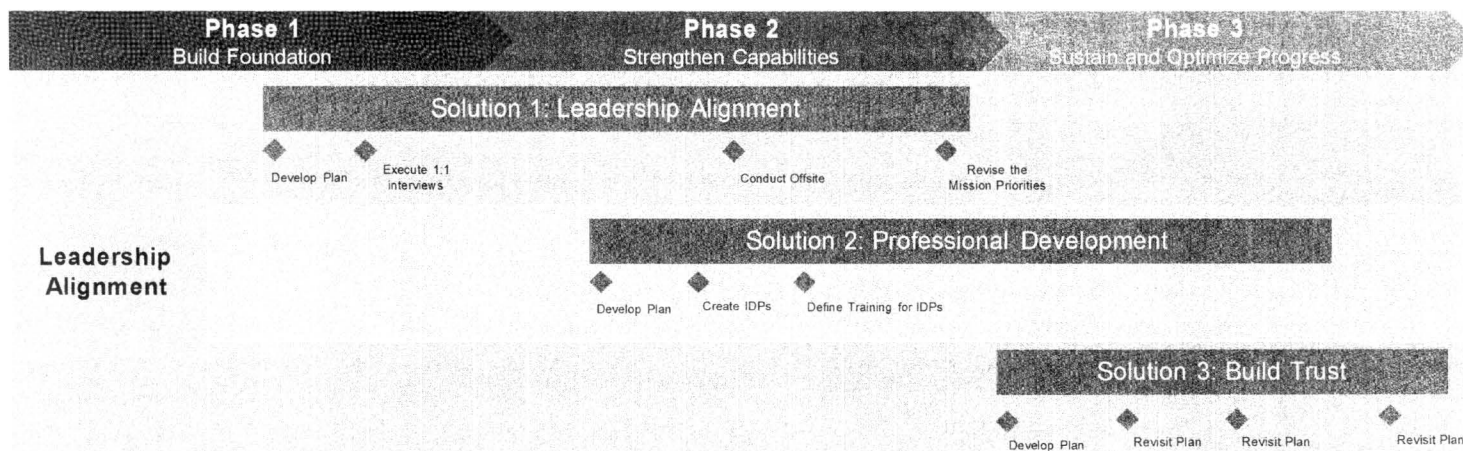 Phase 1
Build Foundation
Phase 2
Strengthen Capabilities
Phase 3
Sustain and Optimize Progress
Solution 1: Leadership Alignment
Develop Plan
Execute 1:1
interviews
Conduct Offsite
Revise the
Mission Priorities
Leadership
Alignment
Solution 2: Professional Development
Develop Plan
Create IDPs
Define Training for IDPs
Solution 3: Build Trust
Develop Plan
Revisit Plan
Revisit Plan
Revisit Plan